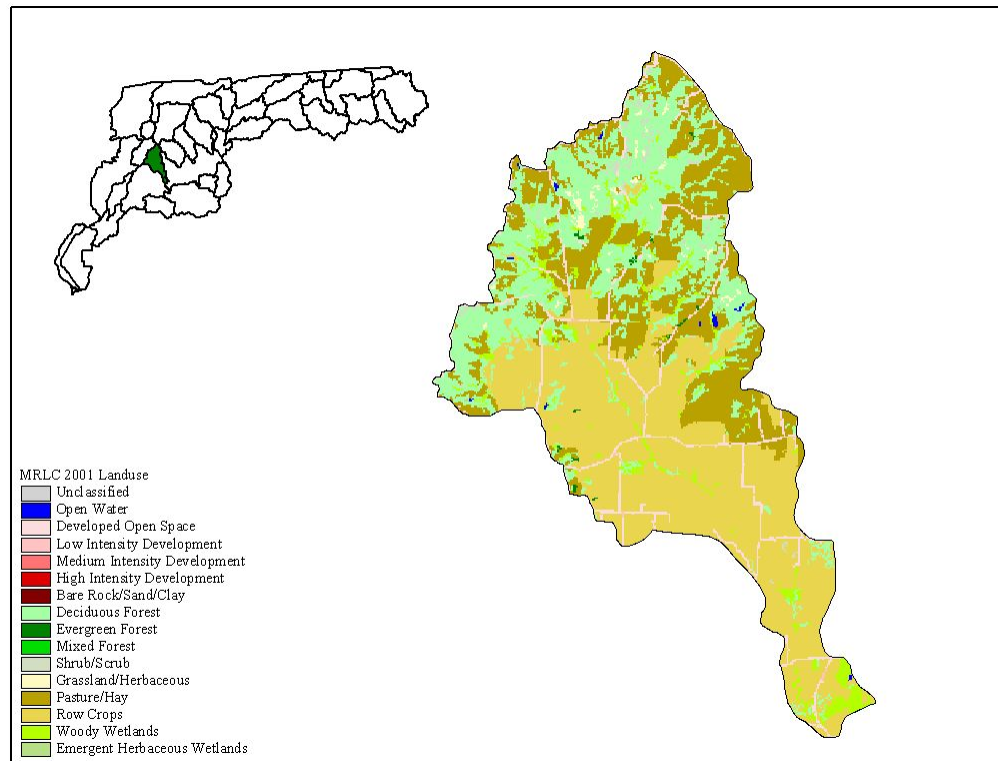 MRLC 2001 Landuse
Unclassified
Open Water
Developed Open Space
Low Intensity Development
Medium Intensity Development
High Intensity Development
Bare Rock/Sand/Clay
Deciduous Forest
Evergreen Forest
Mixed Forest
Shrub/Scrub
Grassland/Herbaceous
Pasture/Hay
Row Crops
Woody Wetlands
Emergent Herbaceous Wetlands